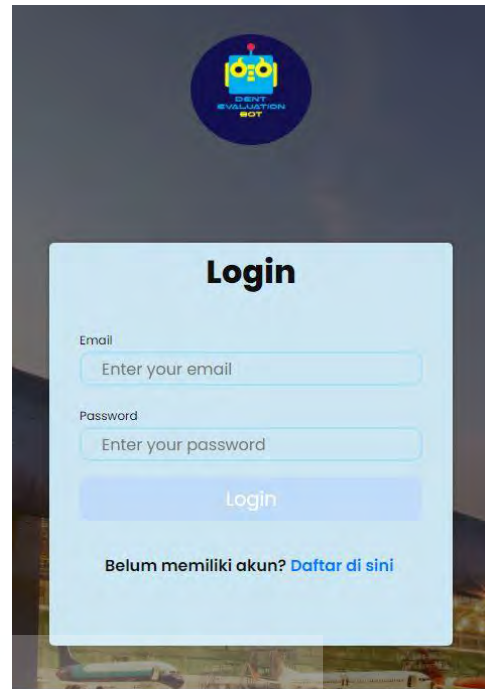 DENT
EVALUATION
BOT
Login
Email
Enter your email
Password
Enter your password
Login
Belum memiliki akun? Daftar di sini